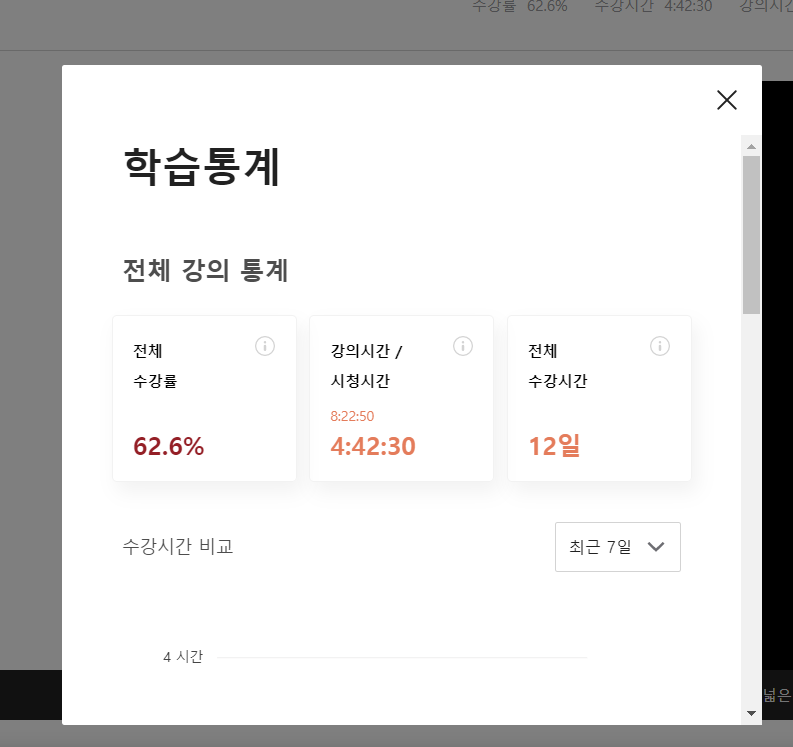 수강률 62.6% 수강시간 4:42:30 강의시간
학습통계
전체 강의 통계
전체
수강률
62.6%
강의시간 /
시청시간
8:22:50
4:42:30
전체
수강시간
12일
수강시간 비교
최근 7일
4 시간
넓은